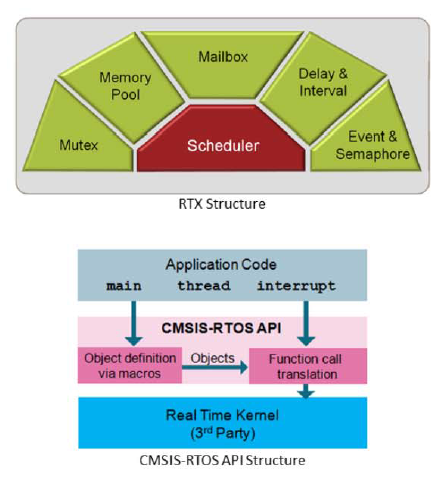 Mailbox
Memory
Pool
Delay &
Interval
Mutex
Scheduler
Event &
Semaphore
RTX Structure
Application Code
main thread interrupt
CMSIS-RTOS API
Object definition
via macros
Objects
Function call
translation
Real Time Kernel
(3rd Party)
CMSIS-RTOS API Structure